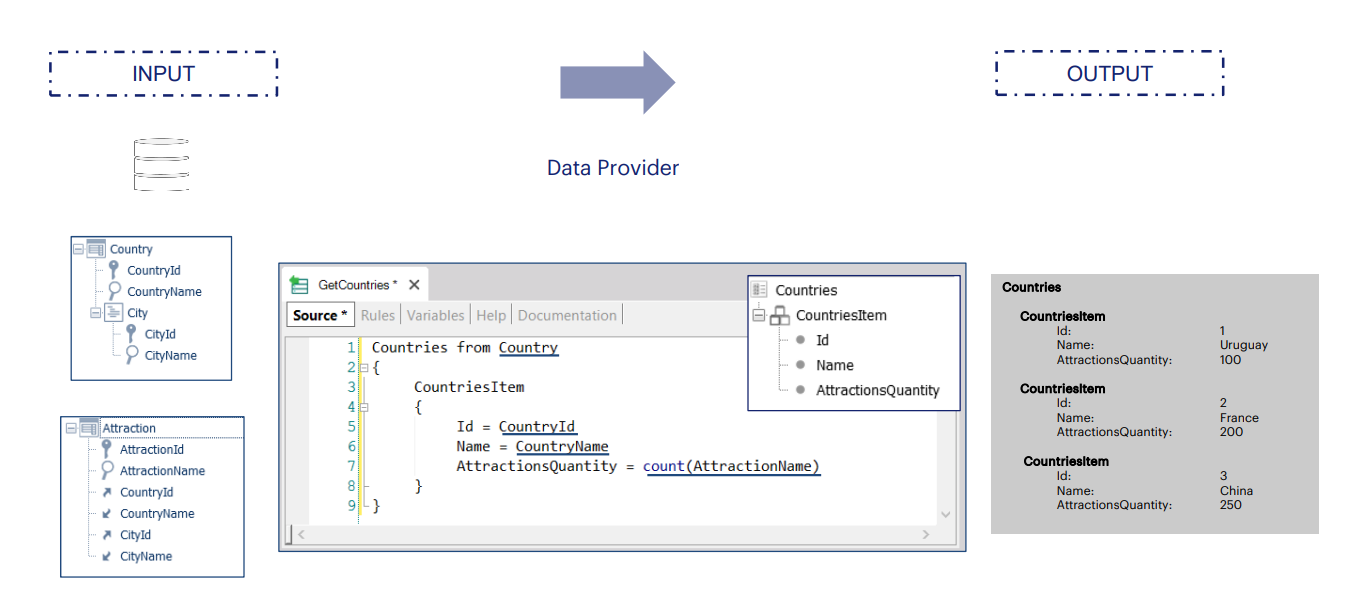 INPUT
OUTPUT
Data Provider
Country
CountryId
CountryName
City
CityId
CityName
Attraction
AttractionId
AttractionName
CountryId
CountryName
CityId
CityName
GetCountries *
Source * Rules Variables Help Documentation
1 Countries from Country
2 {
3 CountriesItem
4 {
5 Id = CountryId
6 Name = CountryName
7 AttractionsQuantity = count(AttractionName)
8 }
9 }
Countries
CountriesItem
Id
Name
AttractionsQuantity
Countries
CountriesItem
Id: 1
Name: Uruguay
AttractionsQuantity: 100
CountriesItem
Id: 2
Name: France
AttractionsQuantity: 200
CountriesItem
Id: 3
Name: China
AttractionsQuantity: 250